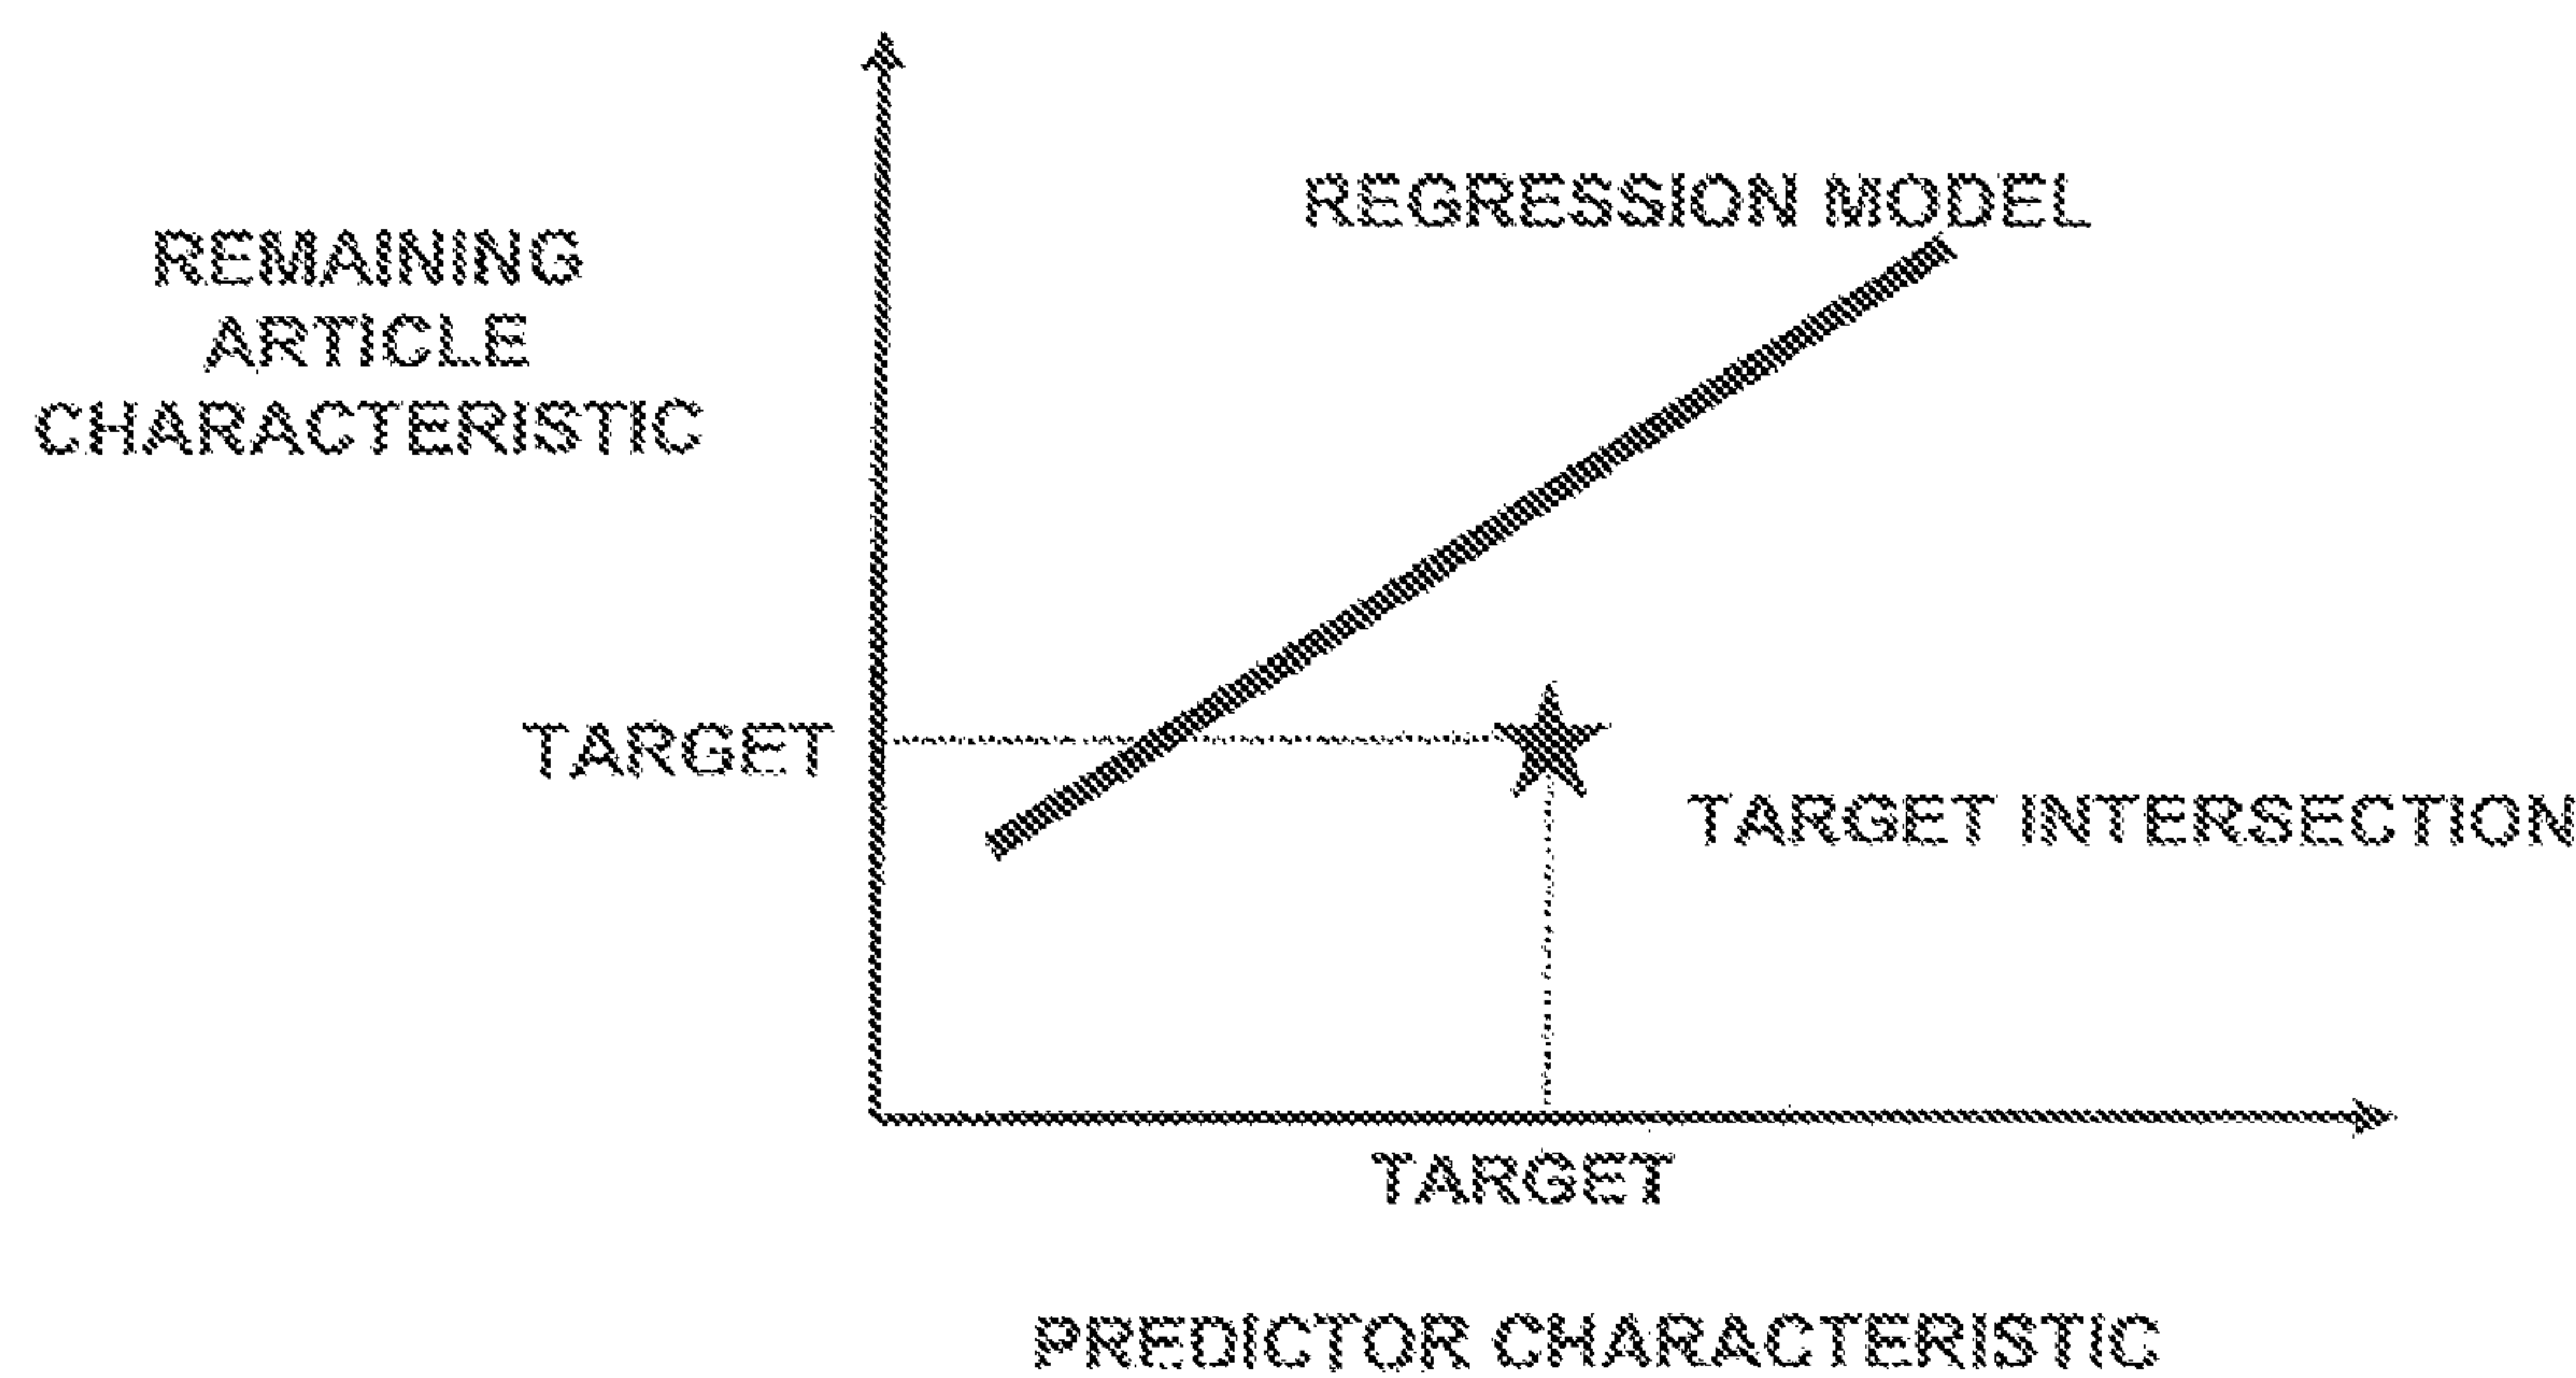 REGRESSION MODEL
REMAINING
ARTICLE
CHARACTERISTIC
TARGET
TARGET INTERSECTION
TARGET
PREDICTOR CHARACTERISTIC